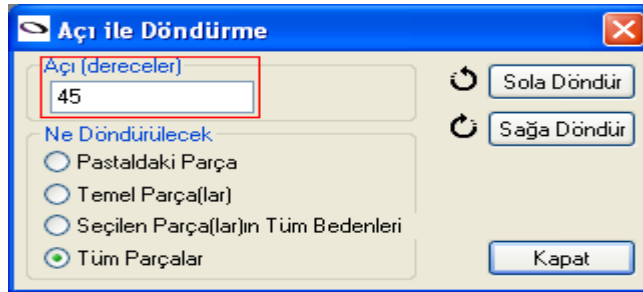 Açı ile Döndürme
Açı (dereceler)
45
Sola Döndür
Sağa Döndür
Ne Döndürülecek
Pastaldaki Parça
Temel Parça(lar)
Seçilen Parça(lar)ın Tüm Bedenleri
Tüm Parçalar
Kapat